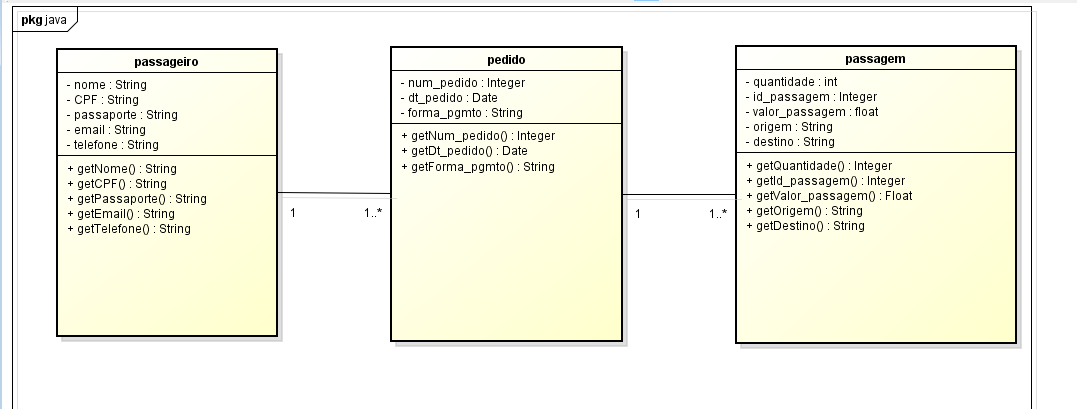 pkg java
passageiro
- nome : String
- CPF : String
- passaporte : String
- email : String
- telefone : String
+ getNome() : String
+ getCPF() : String
+ getPassaporte() : String
+ getEmail() : String
+ getTelefone() : String
1
1..*
pedido
- num_pedido : Integer
- dt_pedido : Date
- forma_pgmto : String
+ getNum_pedido() : Integer
+ getDt_pedido() : Date
+ getForma_pgmto() : String
1
1..*
passagem
- quantidade : int
- id_passagem : Integer
- valor_passagem : float
- origem : String
- destino : String
+ getQuantidade() : Integer
+ getId_passagem() : Integer
+ getValor_passagem() : Float
+ getOrigem() : String
+ getDestino() : String